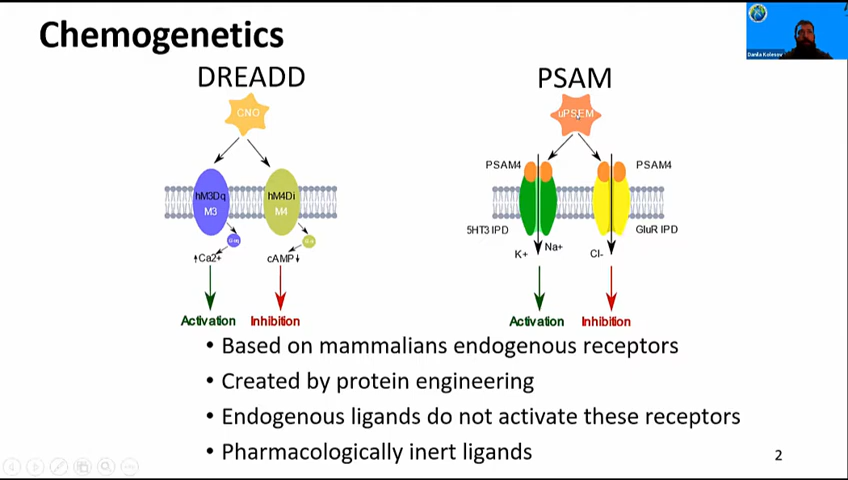 Chemogenetics
Danila Kolesov
DREADD
PSAM
CNO
uPSEM
PSAM4
PSAM4
hM3Dq
M3
hM4Di
M4
5HT3 IPD
GluR IPD
↑Ca2+
cAMP↓
K+
Na+
Cl-
Activation
Inhibition
Activation
Inhibition
• Based on mammalians endogenous receptors
• Created by protein engineering
• Endogenous ligands do not activate these receptors
• Pharmacologically inert ligands
2